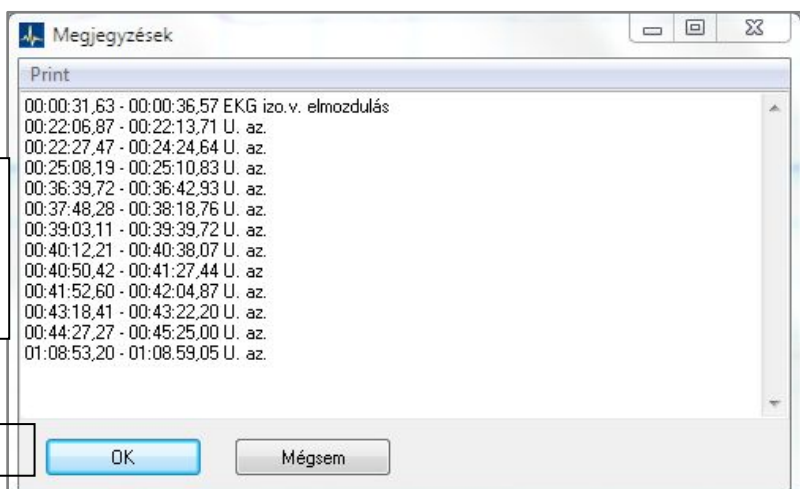 Megjegyzések
Print
00:00:31,63 - 00:00:36,57 EKG izo.v. elmozdulás
00:22:06,87 - 00:22:13,71 U. az.
00:22:27,47 - 00:24:24,64 U. az.
00:25:08,19 - 00:25:10,83 U. az.
00:36:39,72 - 00:36:42,93 U. az.
00:37:48,28 - 00:38:18,76 U. az.
00:39:03,11 - 00:39:39,72 U. az.
00:40:12,21 - 00:40:38,07 U. az.
00:40:50,42 - 00:41:27,44 U. az
00:41:52,60 - 00:42:04,87 U. az.
00:43:18,41 - 00:43:22,20 U. az.
00:44:27,27 - 00:45:25,00 U. az.
01:08:53,20 - 01:08.59,05 U. az.
OK Mégsem